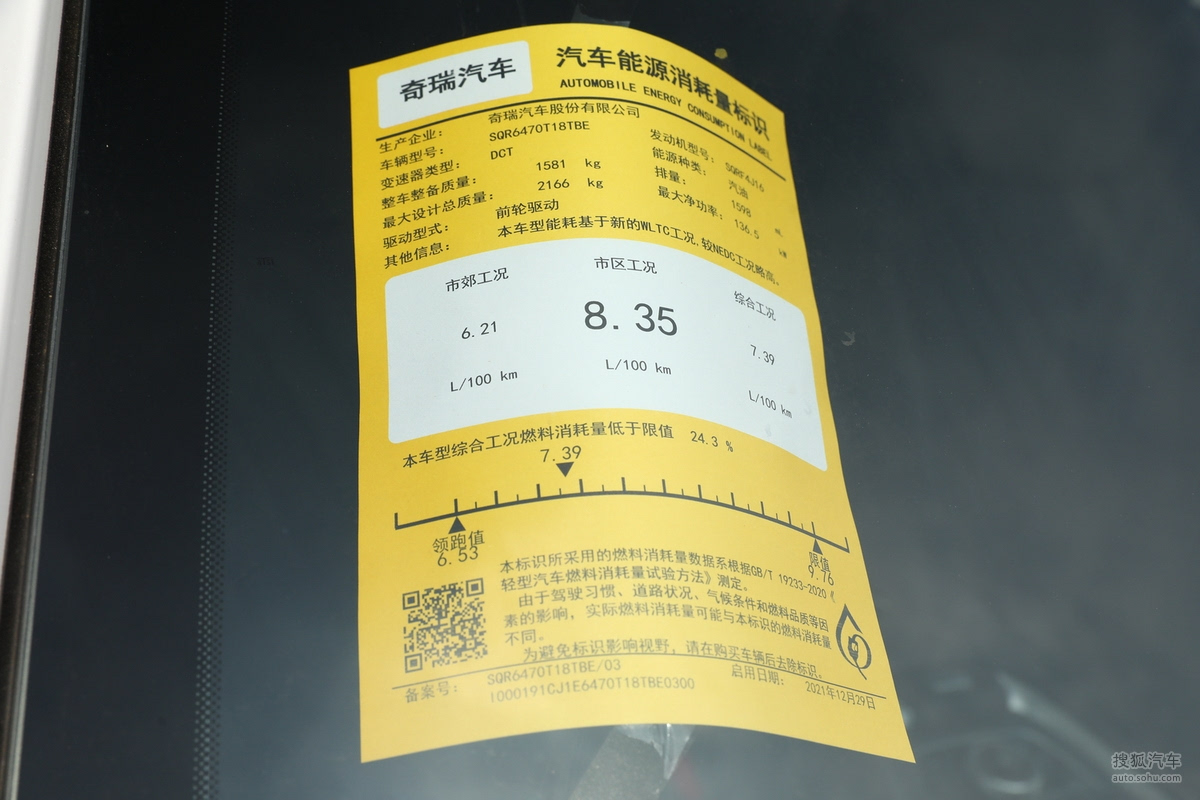 奇瑞汽车
汽车能源消耗量标识
AUTOMOBILE ENERGY CONSUMPTION LABEL
生产企业： 奇瑞汽车股份有限公司
车辆型号： SQR6470T18TBE
发动机型号： SQRF4J16
变速器类型： DCT
能源种类： 汽油
整车整备质量： 1581 kg
排量： 1598 mL
最大设计总质量： 2166 kg
最大净功率： 136.5 kW
驱动型式： 前轮驱动
其他信息： 本车型能耗基于新的WLTC工况,较NEDC工况略高。
市郊工况 市区工况 综合工况
6.21 8.35 7.39
L/100 km L/100 km L/100 km
本车型综合工况燃料消耗量低于限值 24.3 %
7.39
领跑值 限值
6.53 9.76
本标识所采用的燃料消耗量数据系根据GB/T 19233-2020《
轻型汽车燃料消耗量试验方法》测定。
由于驾驶习惯、道路状况、气候条件和燃料品质等因
素的影响，实际燃料消耗量可能与本标识的燃料消耗量
不同。
为避免标识影响视野，请在购买车辆后去除标识。
备案号： SQR6470T18TBE/03
1000191CJ1E6470T18TBE0300
启用日期： 2021年12月29日
搜狐汽车
auto.sohu.com